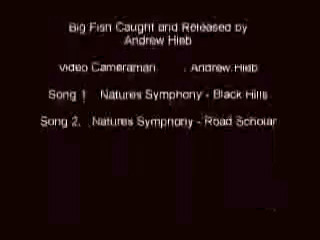 Big Fish Caught and Released by
Andrew Hieb
Video Cameraman . Andrew Hieb
Song 1 Natures Symphony - Black Hills
Song 2. Natures Symphony - Road Scholar